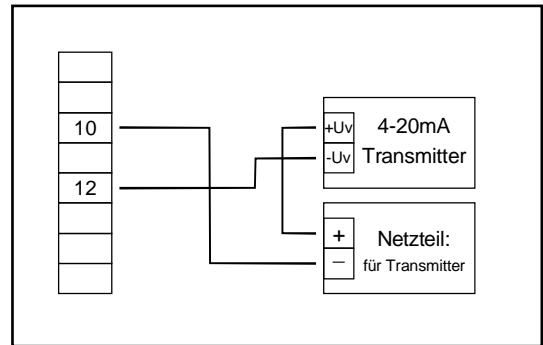 10
12
+Uv
-Uv
4-20mA
Transmitter
+
−
Netzteil:
für Transmitter